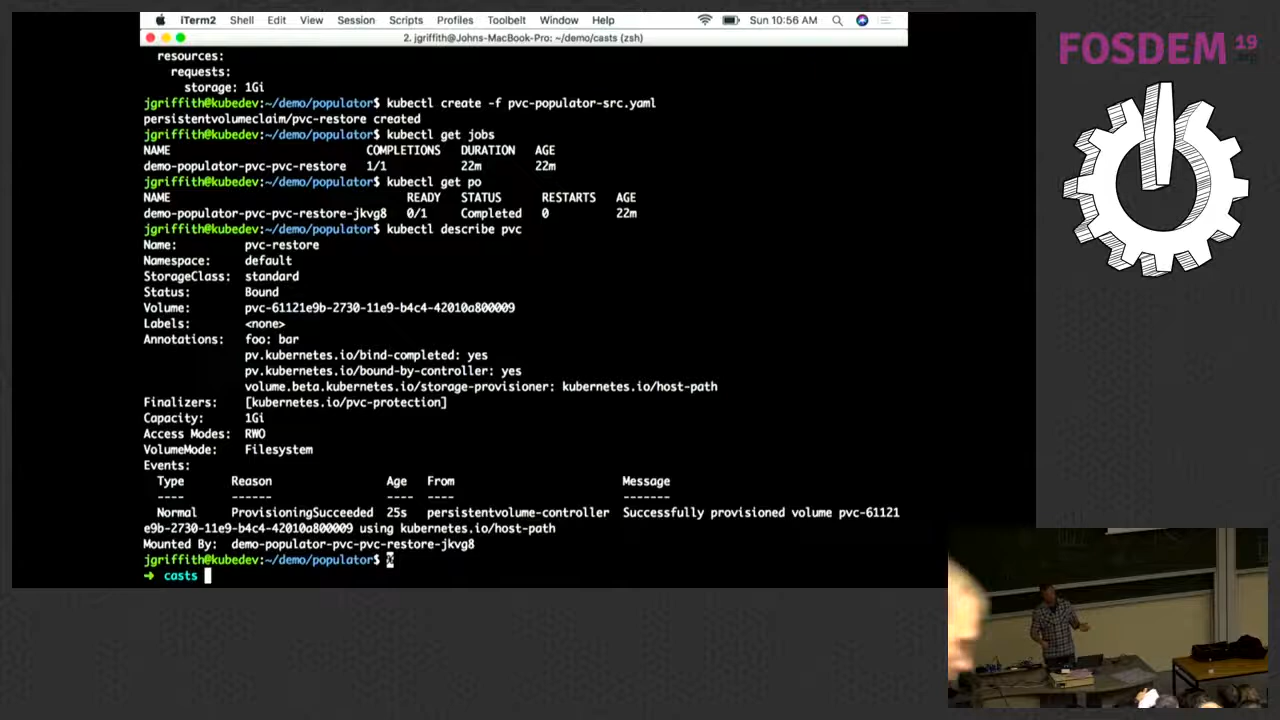 iTerm2 Shell Edit View Session Scripts Profiles Toolbelt Window Help Sun 10:56 AM
2. jgriffith@Johns-MacBook-Pro: ~/demo/casts (zsh)
FOSDEM 19
.org
resources:
requests:
storage: 1Gi
jgriffith@kubedev:~/demo/populator$ kubectl create -f pvc-populator-src.yaml
persistentvolumeclaim/pvc-restore created
jgriffith@kubedev:~/demo/populator$ kubectl get jobs
NAME COMPLETIONS DURATION AGE
demo-populator-pvc-pvc-restore 1/1 22m 22m
jgriffith@kubedev:~/demo/populator$ kubectl get po
NAME READY STATUS RESTARTS AGE
demo-populator-pvc-pvc-restore-jkvg8 0/1 Completed 0 22m
jgriffith@kubedev:~/demo/populator$ kubectl describe pvc
Name: pvc-restore
Namespace: default
StorageClass: standard
Status: Bound
Volume: pvc-61121e9b-2730-11e9-b4c4-42010a800009
Labels: <none>
Annotations: foo: bar
pv.kubernetes.io/bind-completed: yes
pv.kubernetes.io/bound-by-controller: yes
volume.beta.kubernetes.io/storage-provisioner: kubernetes.io/host-path
Finalizers: [kubernetes.io/pvc-protection]
Capacity: 1Gi
Access Modes: RWO
VolumeMode: Filesystem
Events:
Type Reason Age From Message
---- ------ ---- ---- -------
Normal ProvisioningSucceeded 25s persistentvolume-controller Successfully provisioned volume pvc-61121
e9b-2730-11e9-b4c4-42010a800009 using kubernetes.io/host-path
Mounted By: demo-populator-pvc-pvc-restore-jkvg8
jgriffith@kubedev:~/demo/populator$ %
➜ casts